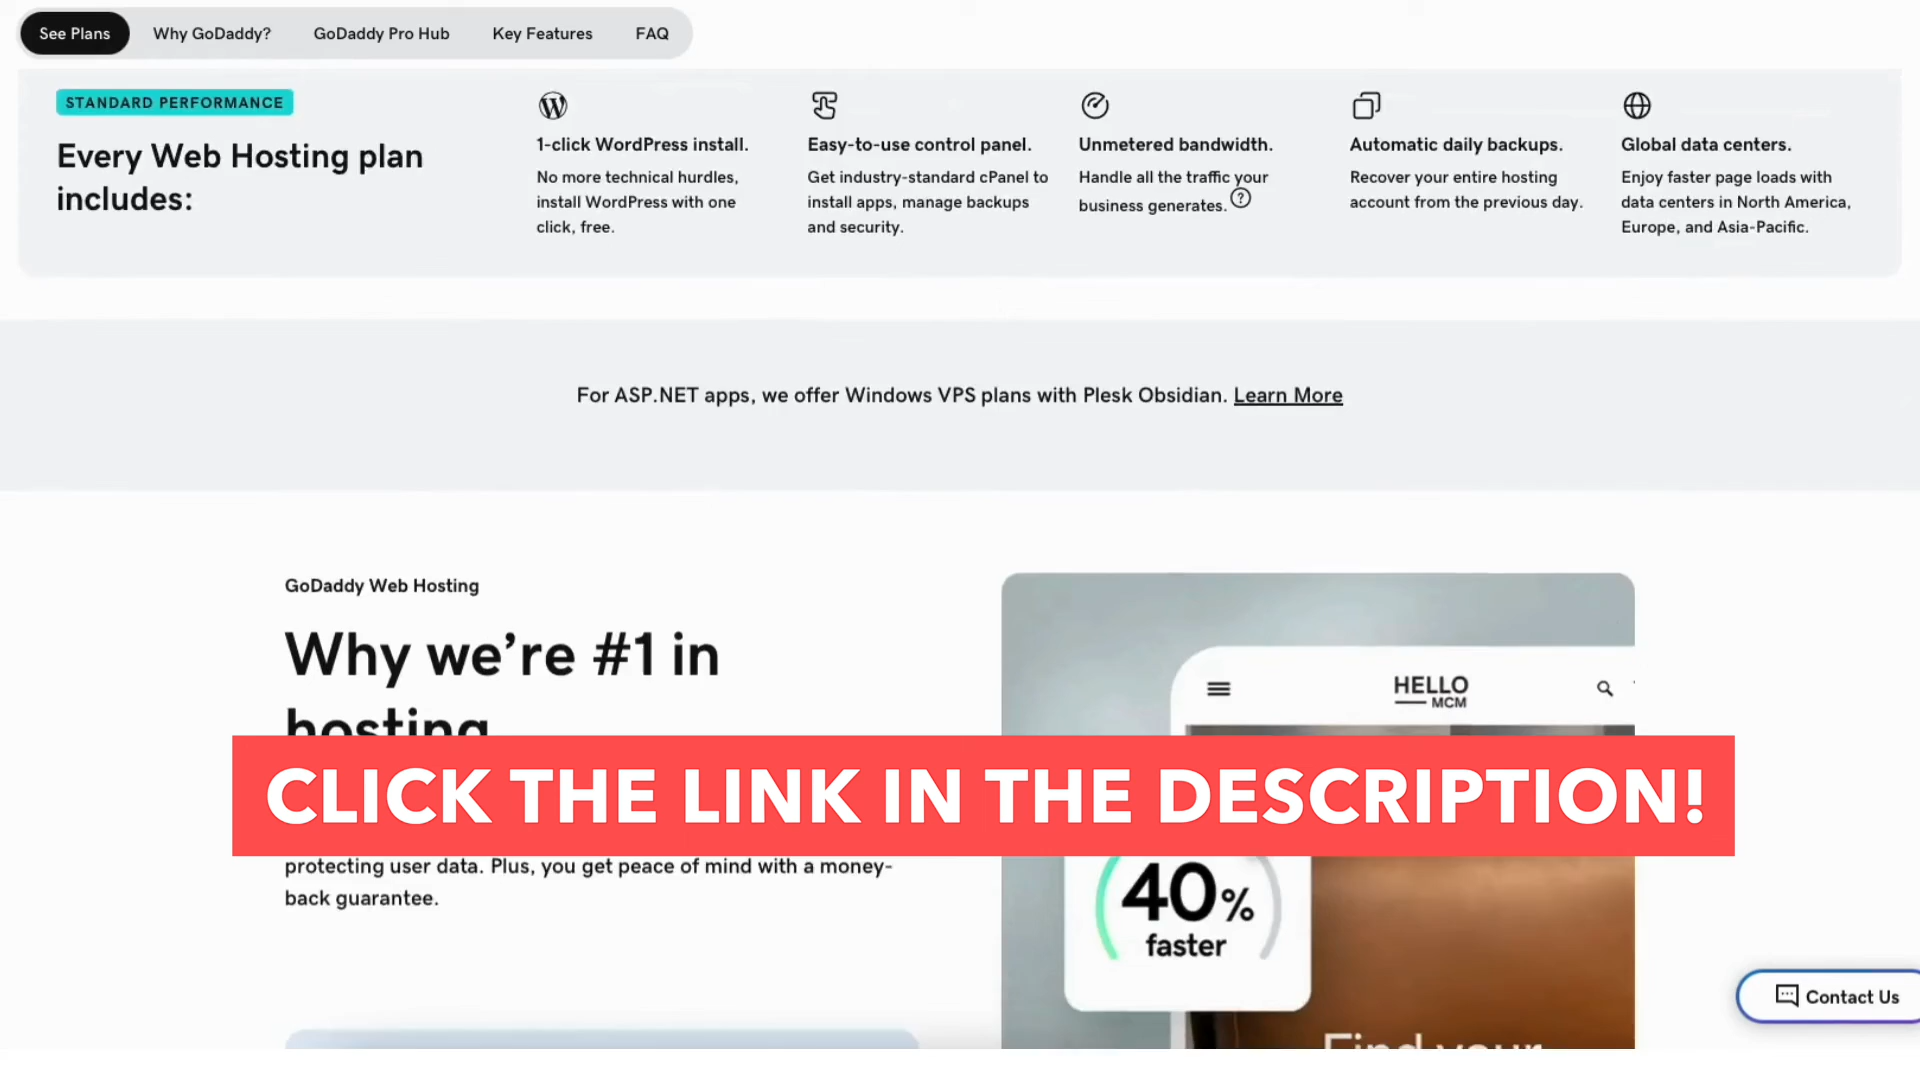 See Plans
Why GoDaddy?
GoDaddy Pro Hub
Key Features
FAQ
STANDARD PERFORMANCE
Every Web Hosting plan
includes:
1-click WordPress install.
No more technical hurdles,
install WordPress with one
click, free.
Easy-to-use control panel.
Get industry-standard cPanel to
install apps, manage backups
and security.
Unmetered bandwidth.
Handle all the traffic your
business generates.
Automatic daily backups.
Recover your entire hosting
account from the previous day.
Global data centers.
Enjoy faster page loads with
data centers in North America,
Europe, and Asia-Pacific.
For ASP.NET apps, we offer Windows VPS plans with Plesk Obsidian. Learn More
GoDaddy Web Hosting
Why we’re #1 in
hosting
CLICK THE LINK IN THE DESCRIPTION!
protecting user data. Plus, you get peace of mind with a money-
back guarantee.
HELLO
MCM
40%
faster
Find your
Contact Us